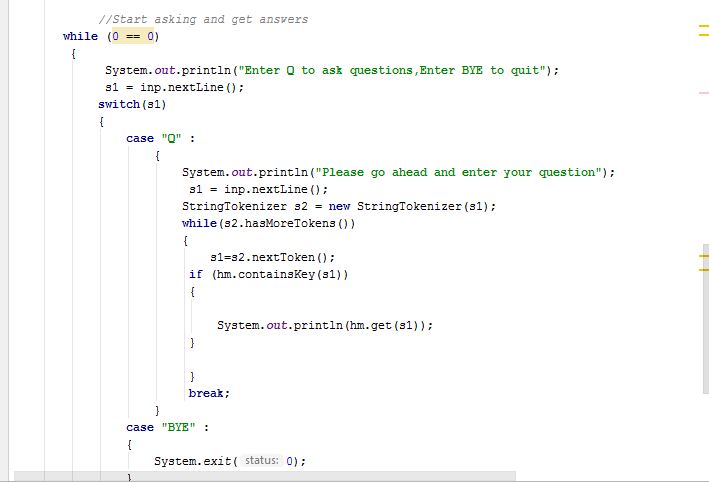 //Start asking and get answers
while (0 == 0)
{
System.out.println("Enter Q to ask questions,Enter BYE to quit");
s1 = inp.nextLine();
switch(s1)
{
case "Q" :
{
System.out.println("Please go ahead and enter your question");
s1 = inp.nextLine();
StringTokenizer s2 = new StringTokenizer(s1);
while(s2.hasMoreTokens())
{
s1=s2.nextToken();
if (hm.containsKey(s1))
{
System.out.println(hm.get(s1));
}
}
break;
}
case "BYE" :
{
System.exit( status: 0);
}